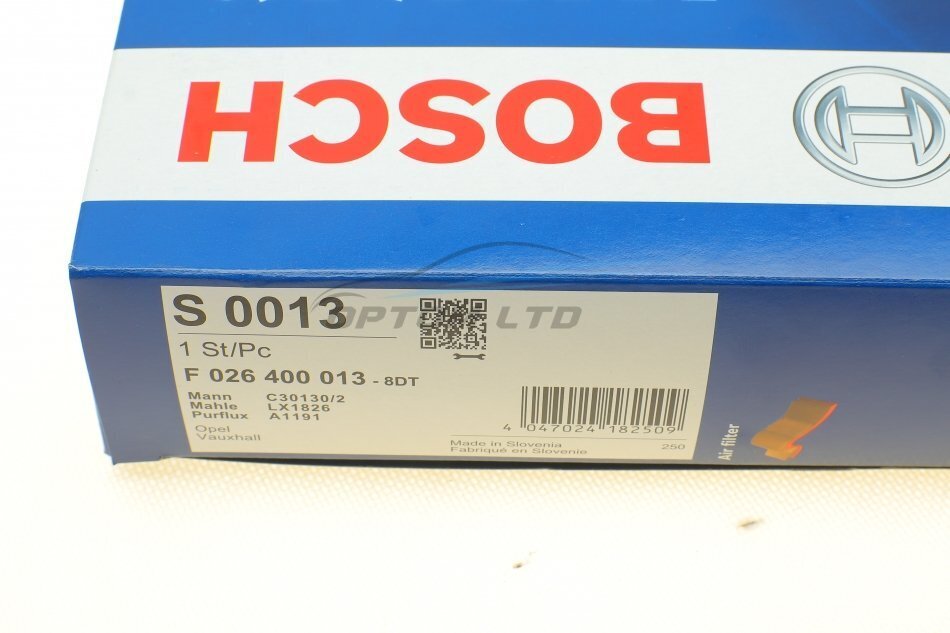 BOSCH
S 0013
OPTOM LTD
1 St/Pc
F 026 400 013 - 8DT
Mann C30130/2
Mahle LX1826
Purflux A1191
Opel
Vauxhall
4 047024 182509
Made in Slovenia
Fabriqué en Slovenie
250
Air filter